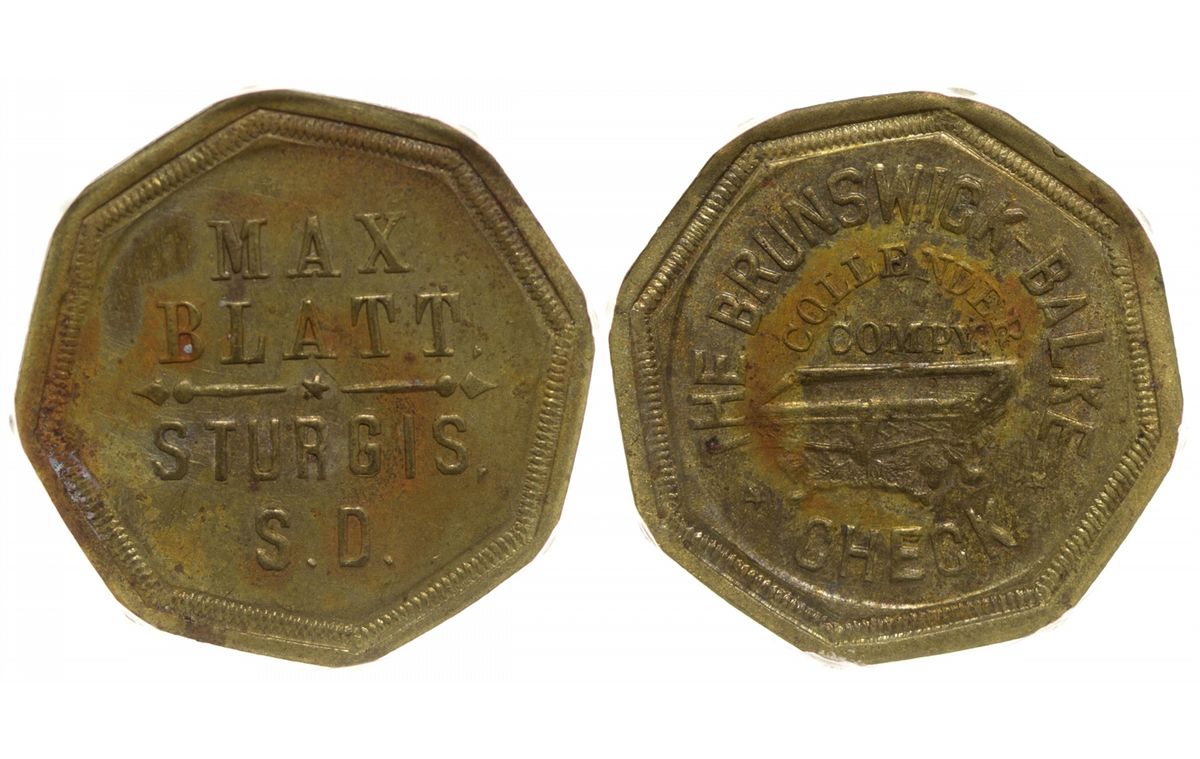 MAX
BLATT.
STURGIS,
S.D.
THE BRUNSWICK-BALKE
COLLENDER
COMPY.
CHECK